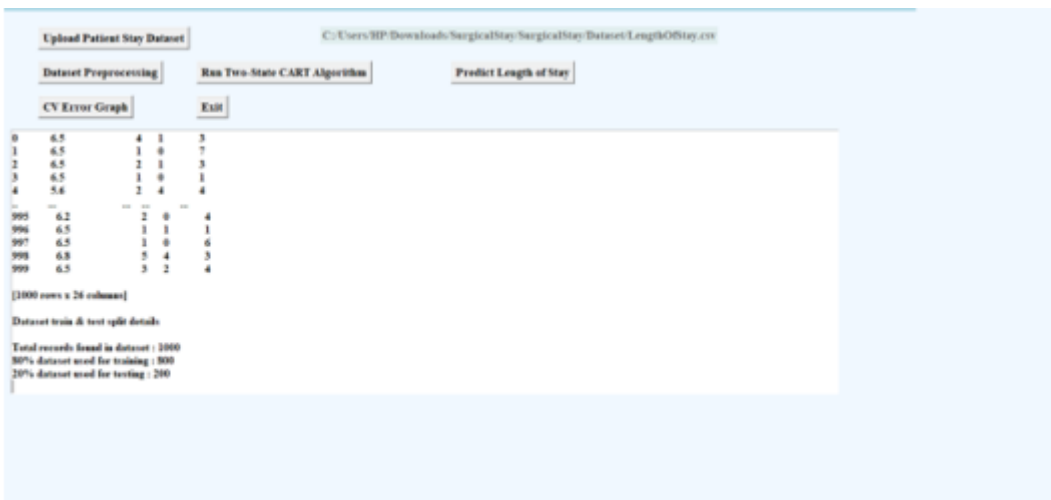 Upload Patient Stay Dataset C:/Users/HP/Downloads/SurgicalStay/SurgicalStay/Dataset/LengthOfStay.csv
Dataset Preprocessing Run Two-State CART Algorithm Predict Length of Stay
CV Error Graph Exit
0 6.5 4 1 3
1 6.5 1 0 7
2 6.5 2 1 3
3 6.5 1 0 1
4 5.6 2 4 4
.. ... ... ... ...
995 6.2 2 0 4
996 6.5 1 1 1
997 6.5 1 0 6
998 6.8 5 4 3
999 6.5 3 2 4
[1000 rows x 26 columns]
Dataset train & test split details
Total records found in dataset : 1000
80% dataset used for training : 800
20% dataset used for testing : 200